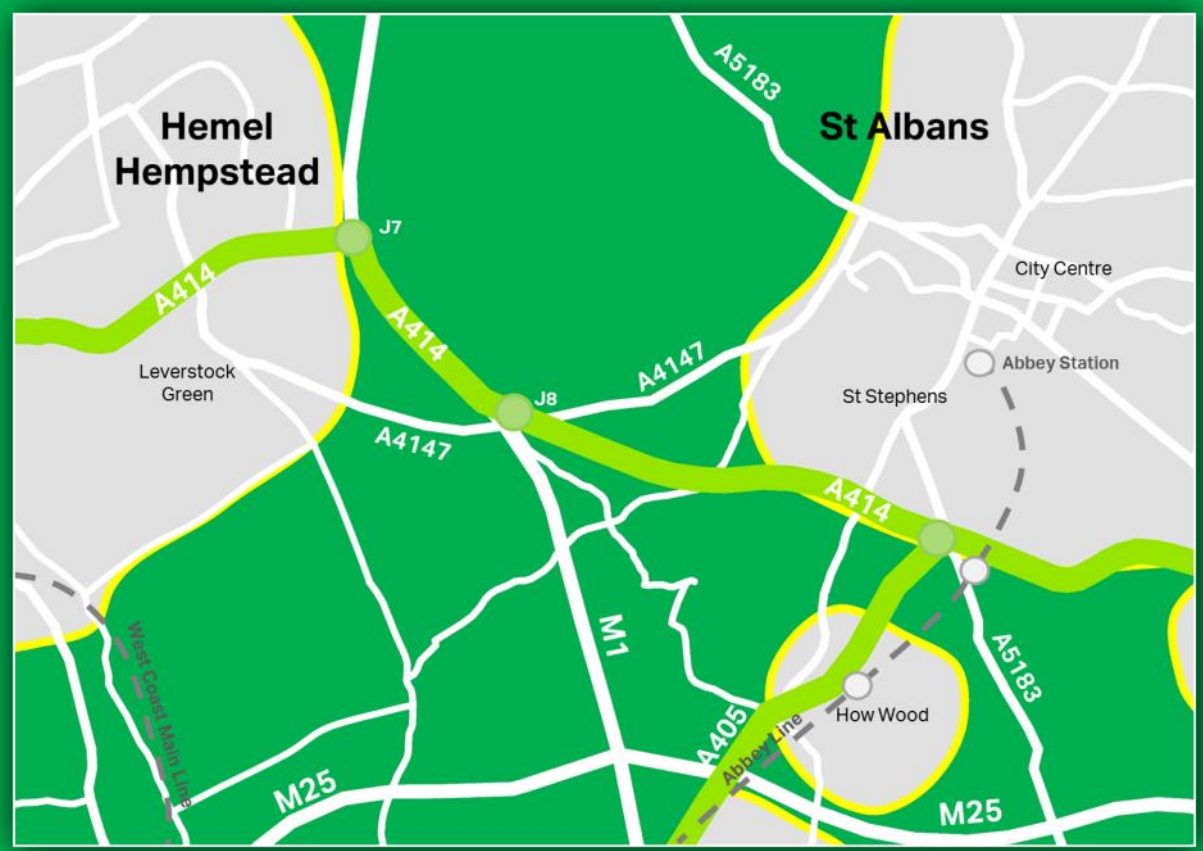 A5183
Hemel
Hempstead
St Albans
J7
A414
City Centre
A414
A4147
Leverstock
Green
Abbey Station
J8
St Stephens
A4147
A414
M1
West Coast Main Line
A5183
How Wood
A405
Abbey Line
M25
M25